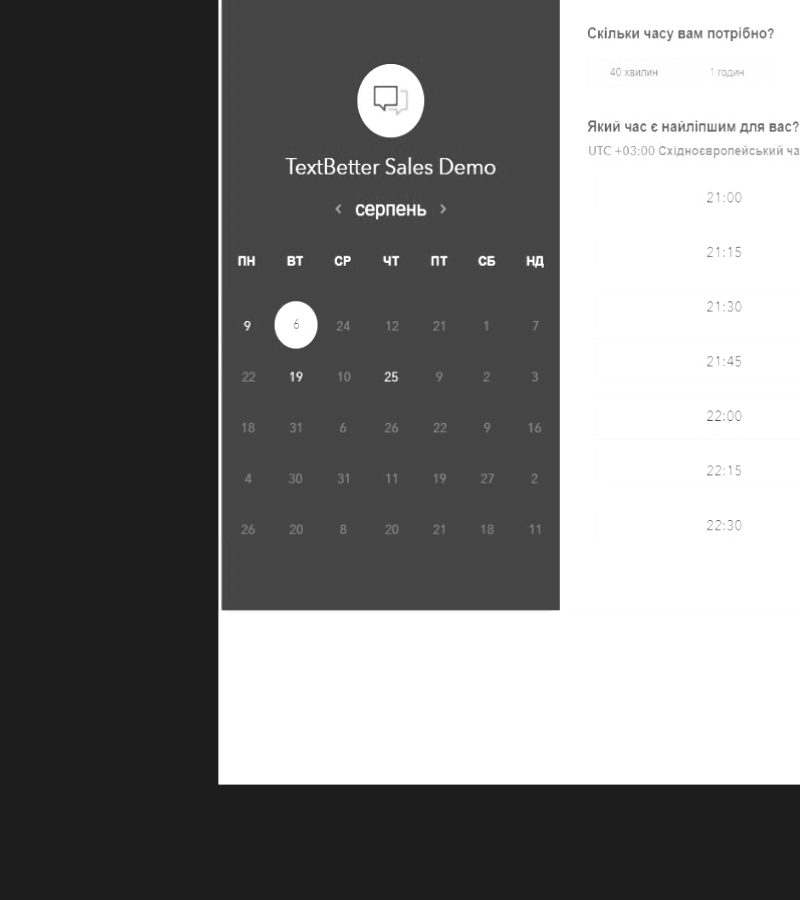 TextBetter Sales Demo
‹ серпень ›
ПН ВТ СР ЧТ ПТ СБ НД
9 6 24 12 21 1 7
22 19 10 25 9 2 3
18 31 6 26 22 9 16
4 30 31 11 19 27 2
26 20 8 20 21 18 11
Скільки часу вам потрібно?
40 хвилин 1 годин
Який час є найліпшим для вас?
UTC +03:00 Східноєвропейський ча
21:00
21:15
21:30
21:45
22:00
22:15
22:30